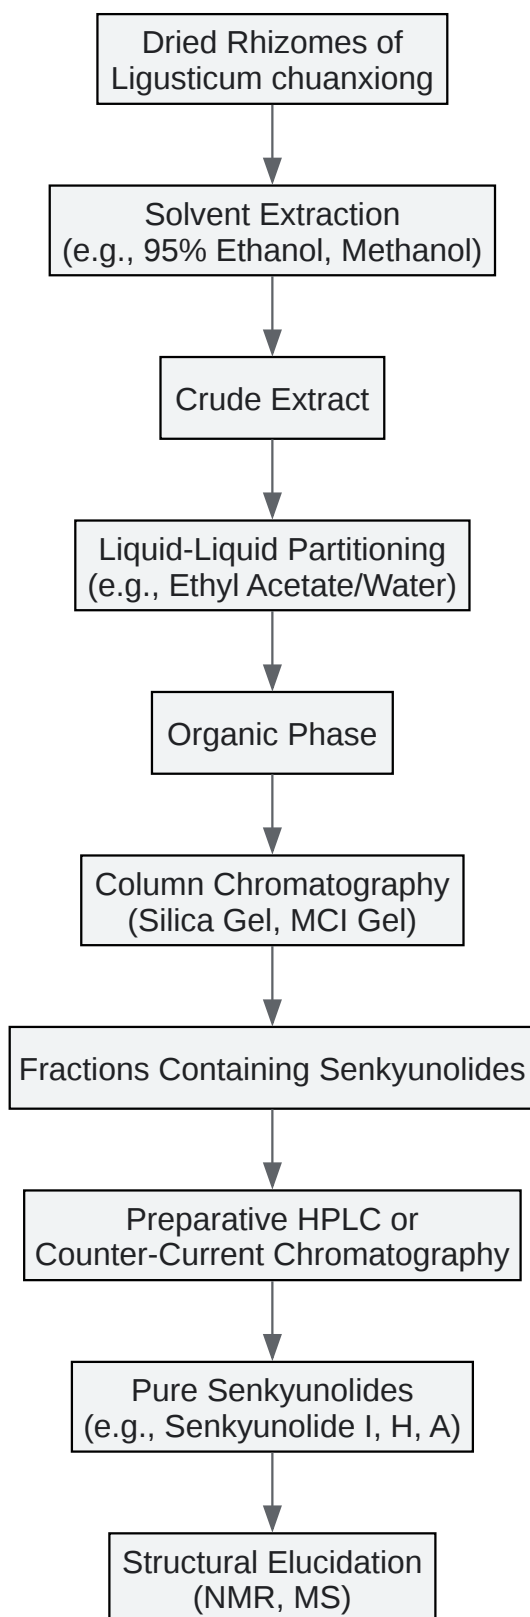 Dried Rhizomes of
Ligusticum chuanxiong
Solvent Extraction
(e.g., 95% Ethanol, Methanol)
Crude Extract
Liquid-Liquid Partitioning
(e.g., Ethyl Acetate/Water)
Organic Phase
Column Chromatography
(Silica Gel, MCI Gel)
Fractions Containing Senkyunolides
Preparative HPLC or
Counter-Current Chromatography
Pure Senkyunolides
(e.g., Senkyunolide I, H, A)
Structural Elucidation
(NMR, MS)